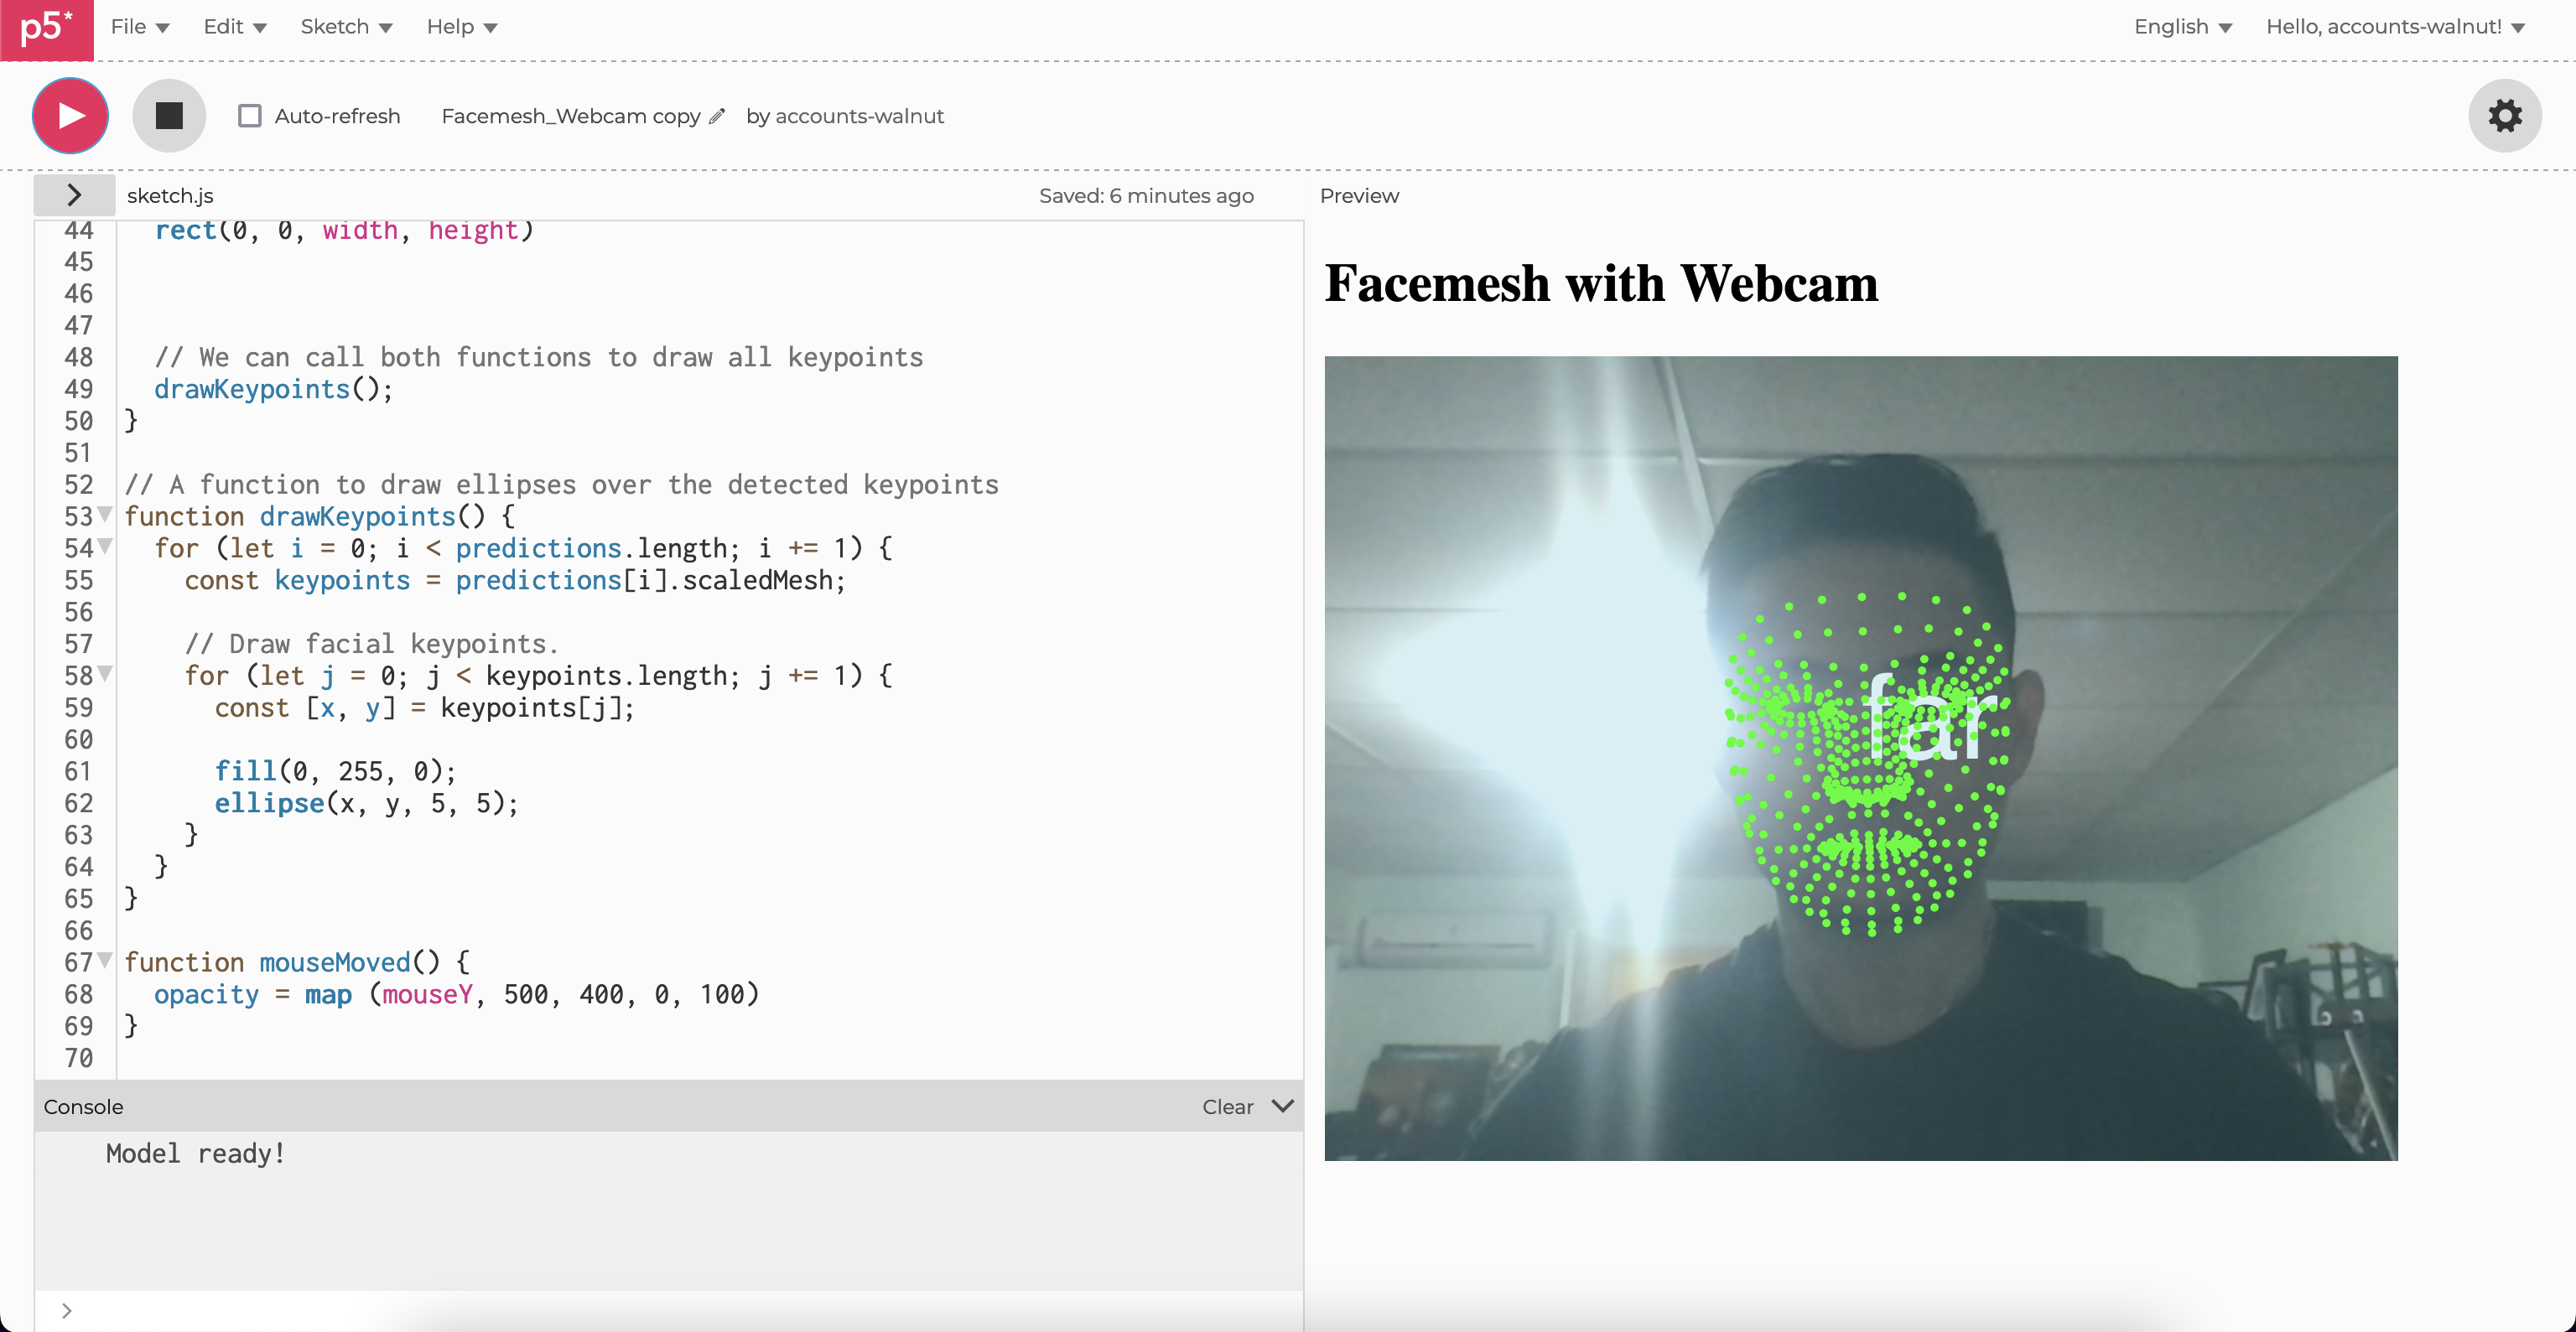 p5* File Edit Sketch Help English Hello, accounts-walnut!
Auto-refresh Facemesh_Webcam copy by accounts-walnut
sketch.js Saved: 6 minutes ago
44 rect(0, 0, width, height)
45
46
47
48 // We can call both functions to draw all keypoints
49 drawKeypoints();
50 }
51
52 // A function to draw ellipses over the detected keypoints
53 function drawKeypoints() {
54 for (let i = 0; i < predictions.length; i += 1) {
55 const keypoints = predictions[i].scaledMesh;
56
57 // Draw facial keypoints.
58 for (let j = 0; j < keypoints.length; j += 1) {
59 const [x, y] = keypoints[j];
60
61 fill(0, 255, 0);
62 ellipse(x, y, 5, 5);
63 }
64 }
65 }
66
67 function mouseMoved() {
68 opacity = map (mouseY, 500, 400, 0, 100)
69 }
70
Console Clear
Model ready!
>
Preview
Facemesh with Webcam
far